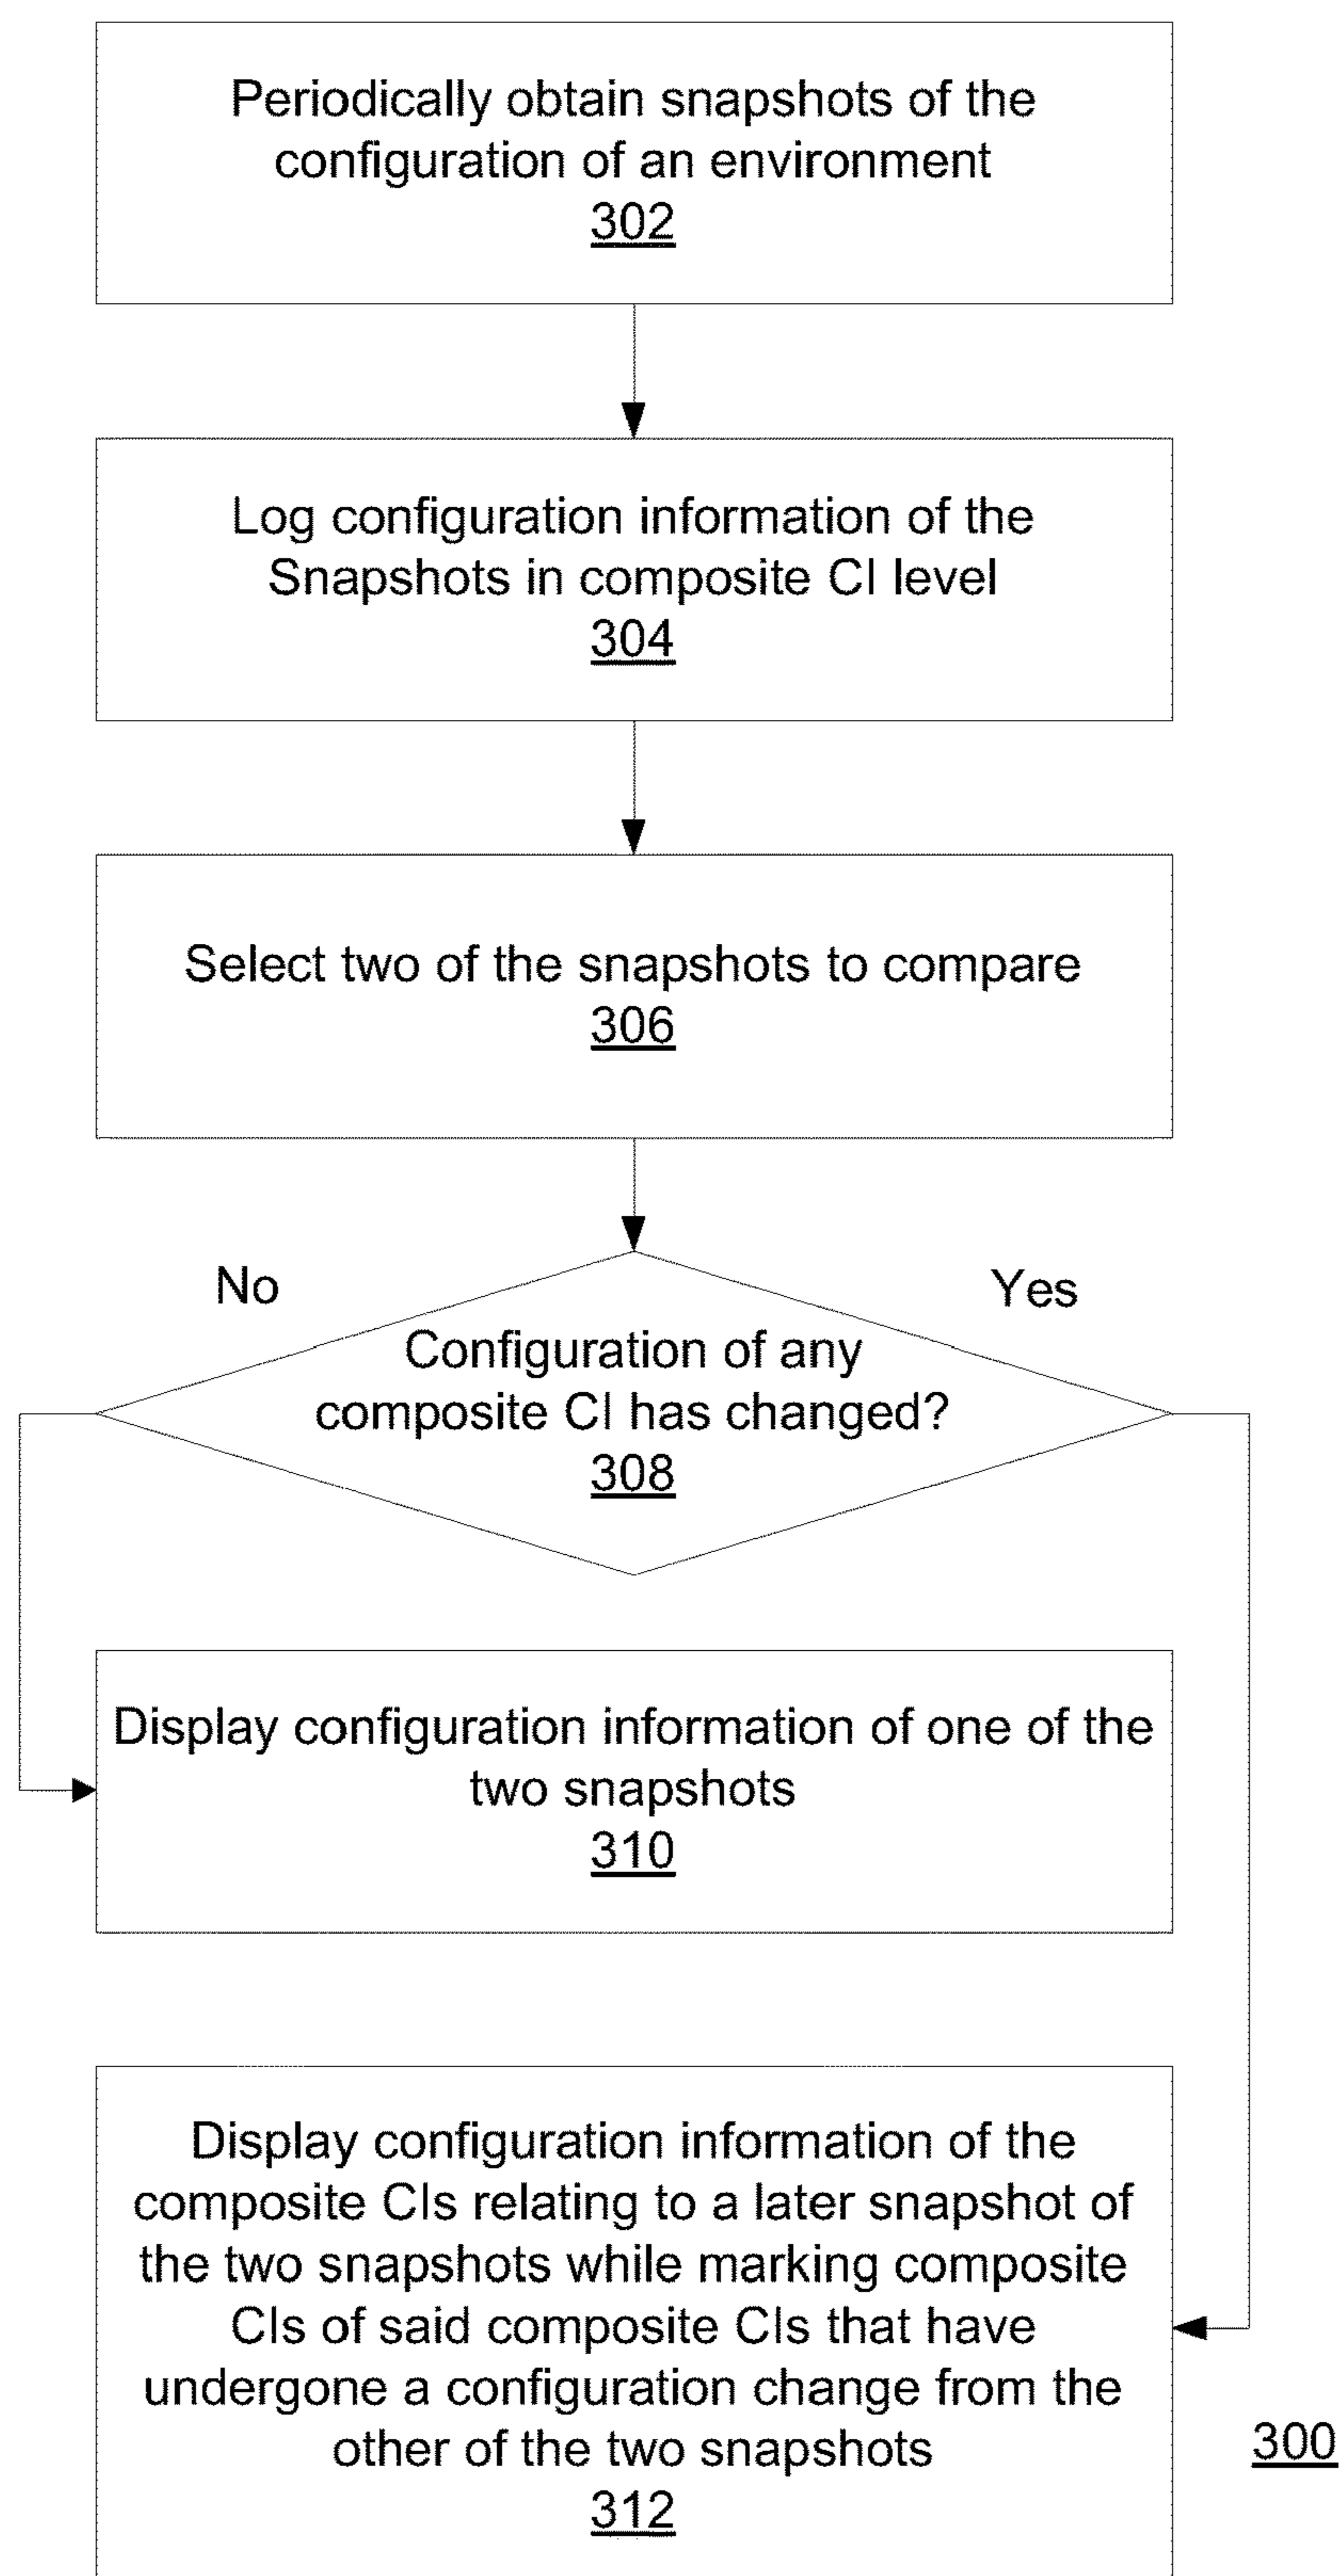 Periodically obtain snapshots of the
configuration of an environment
302
Log configuration information of the
Snapshots in composite CI level
304
Select two of the snapshots to compare
306
No
Yes
Configuration of any
composite CI has changed?
308
Display configuration information of one of the
two snapshots
310
Display configuration information of the
composite CIs relating to a later snapshot of
the two snapshots while marking composite
CIs of said composite CIs that have
undergone a configuration change from the
other of the two snapshots
312
300